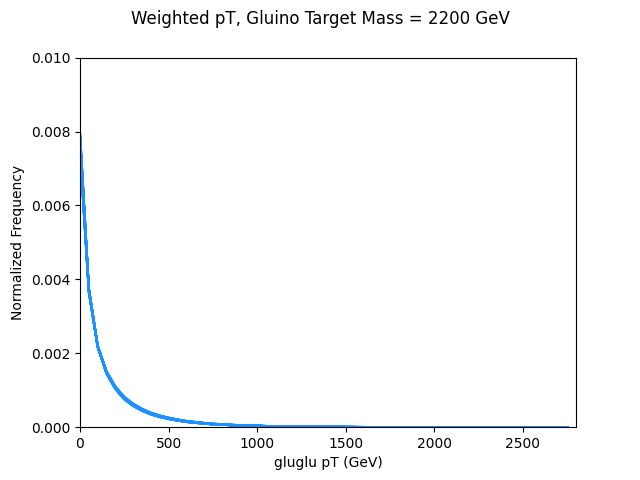 Weighted pT, Gluino Target Mass = 2200 GeV
0.010
0.008
0.006
0.004
0.002
0.000
Normalized Frequency
0 500 1000 1500 2000 2500
gluglu pT (GeV)